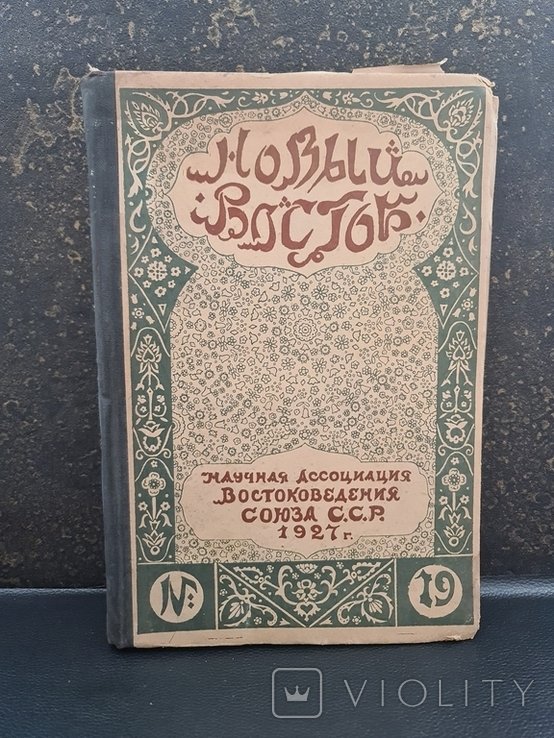 Новый
Восток
Научная Ассоциация
Востоковедения
Союза С.С.Р.
1927 г.
№ 19
VIOLITY